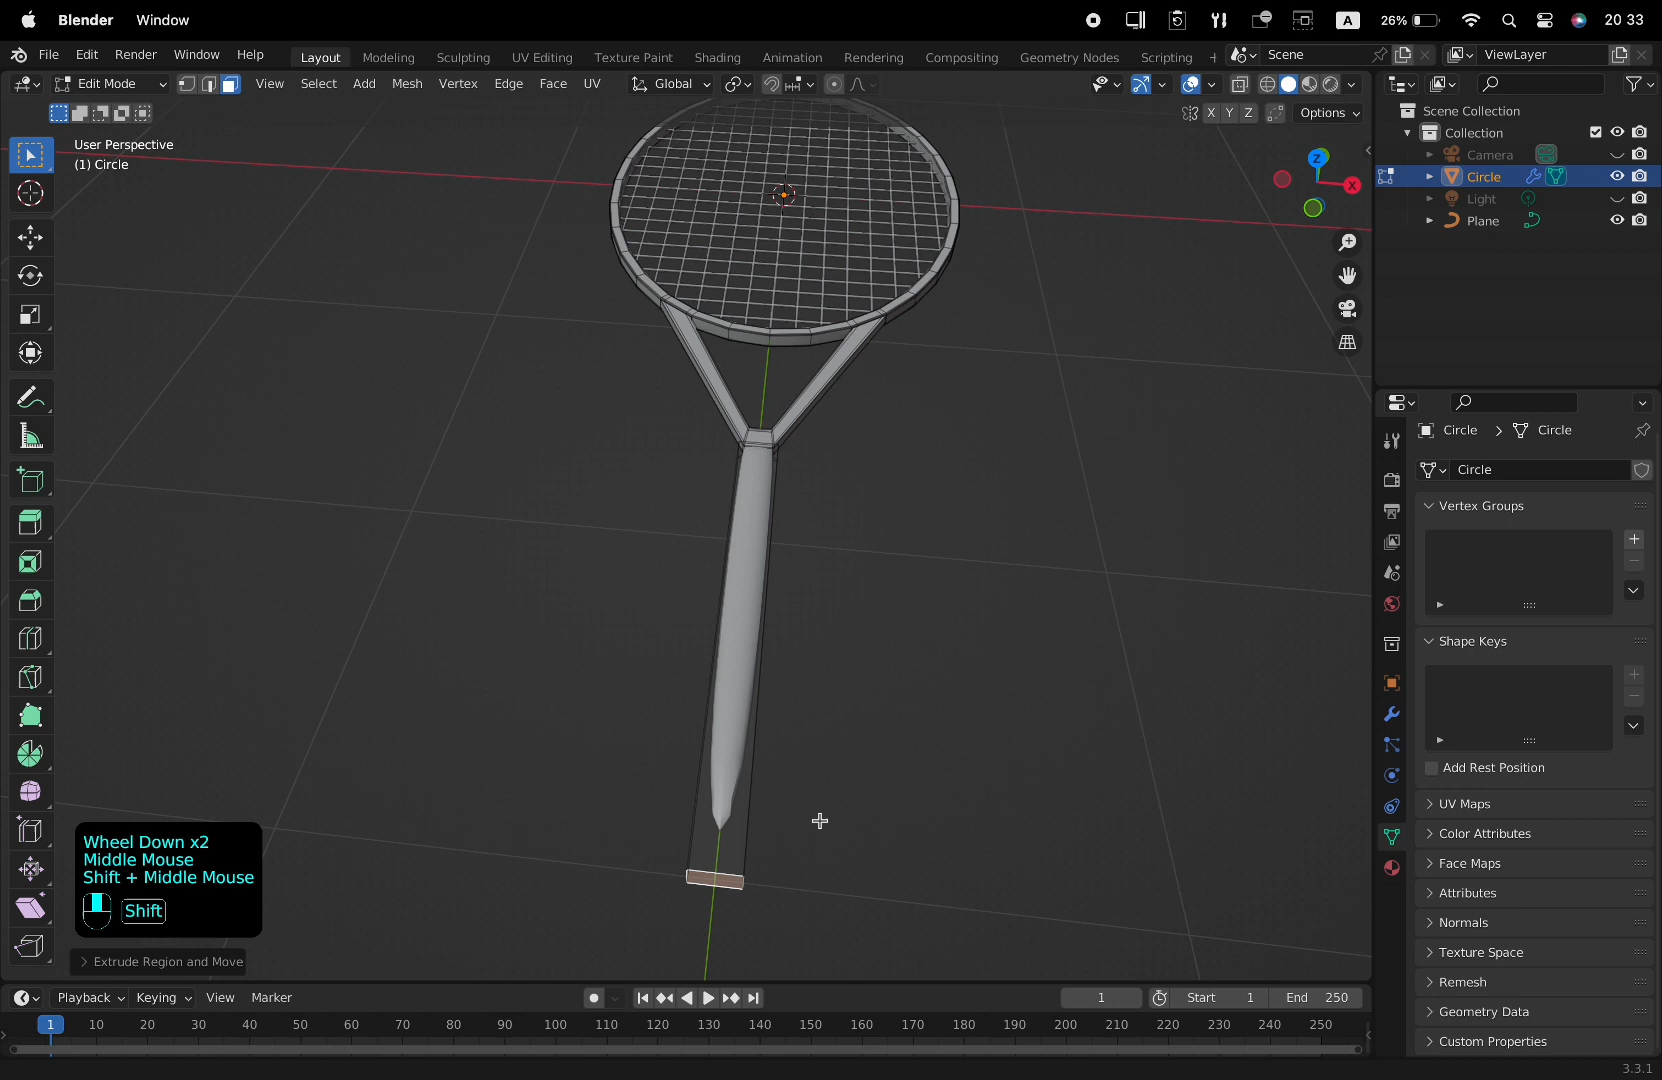 Blender Window
A 26% 20 33
File Edit Render Window Help Layout Modeling Sculpting UV Editing Texture Paint Shading Animation Rendering Compositing Geometry Nodes Scripting + Scene ViewLayer
Edit Mode View Select Add Mesh Vertex Edge Face UV Global
X Y Z Options
User Perspective
(1) Circle
Z
X
Scene Collection
Collection
Camera
Circle
Light
Plane
Circle > Circle
Circle
Vertex Groups
Shape Keys
Add Rest Position
UV Maps
Color Attributes
Face Maps
Attributes
Normals
Texture Space
Remesh
Geometry Data
Custom Properties
Wheel Down x2
Middle Mouse
Shift + Middle Mouse
Shift
> Extrude Region and Move
Playback Keying View Marker 1 Start 1 End 250
1 10 20 30 40 50 60 70 80 90 100 110 120 130 140 150 160 170 180 190 200 210 220 230 240 250
3.3.1